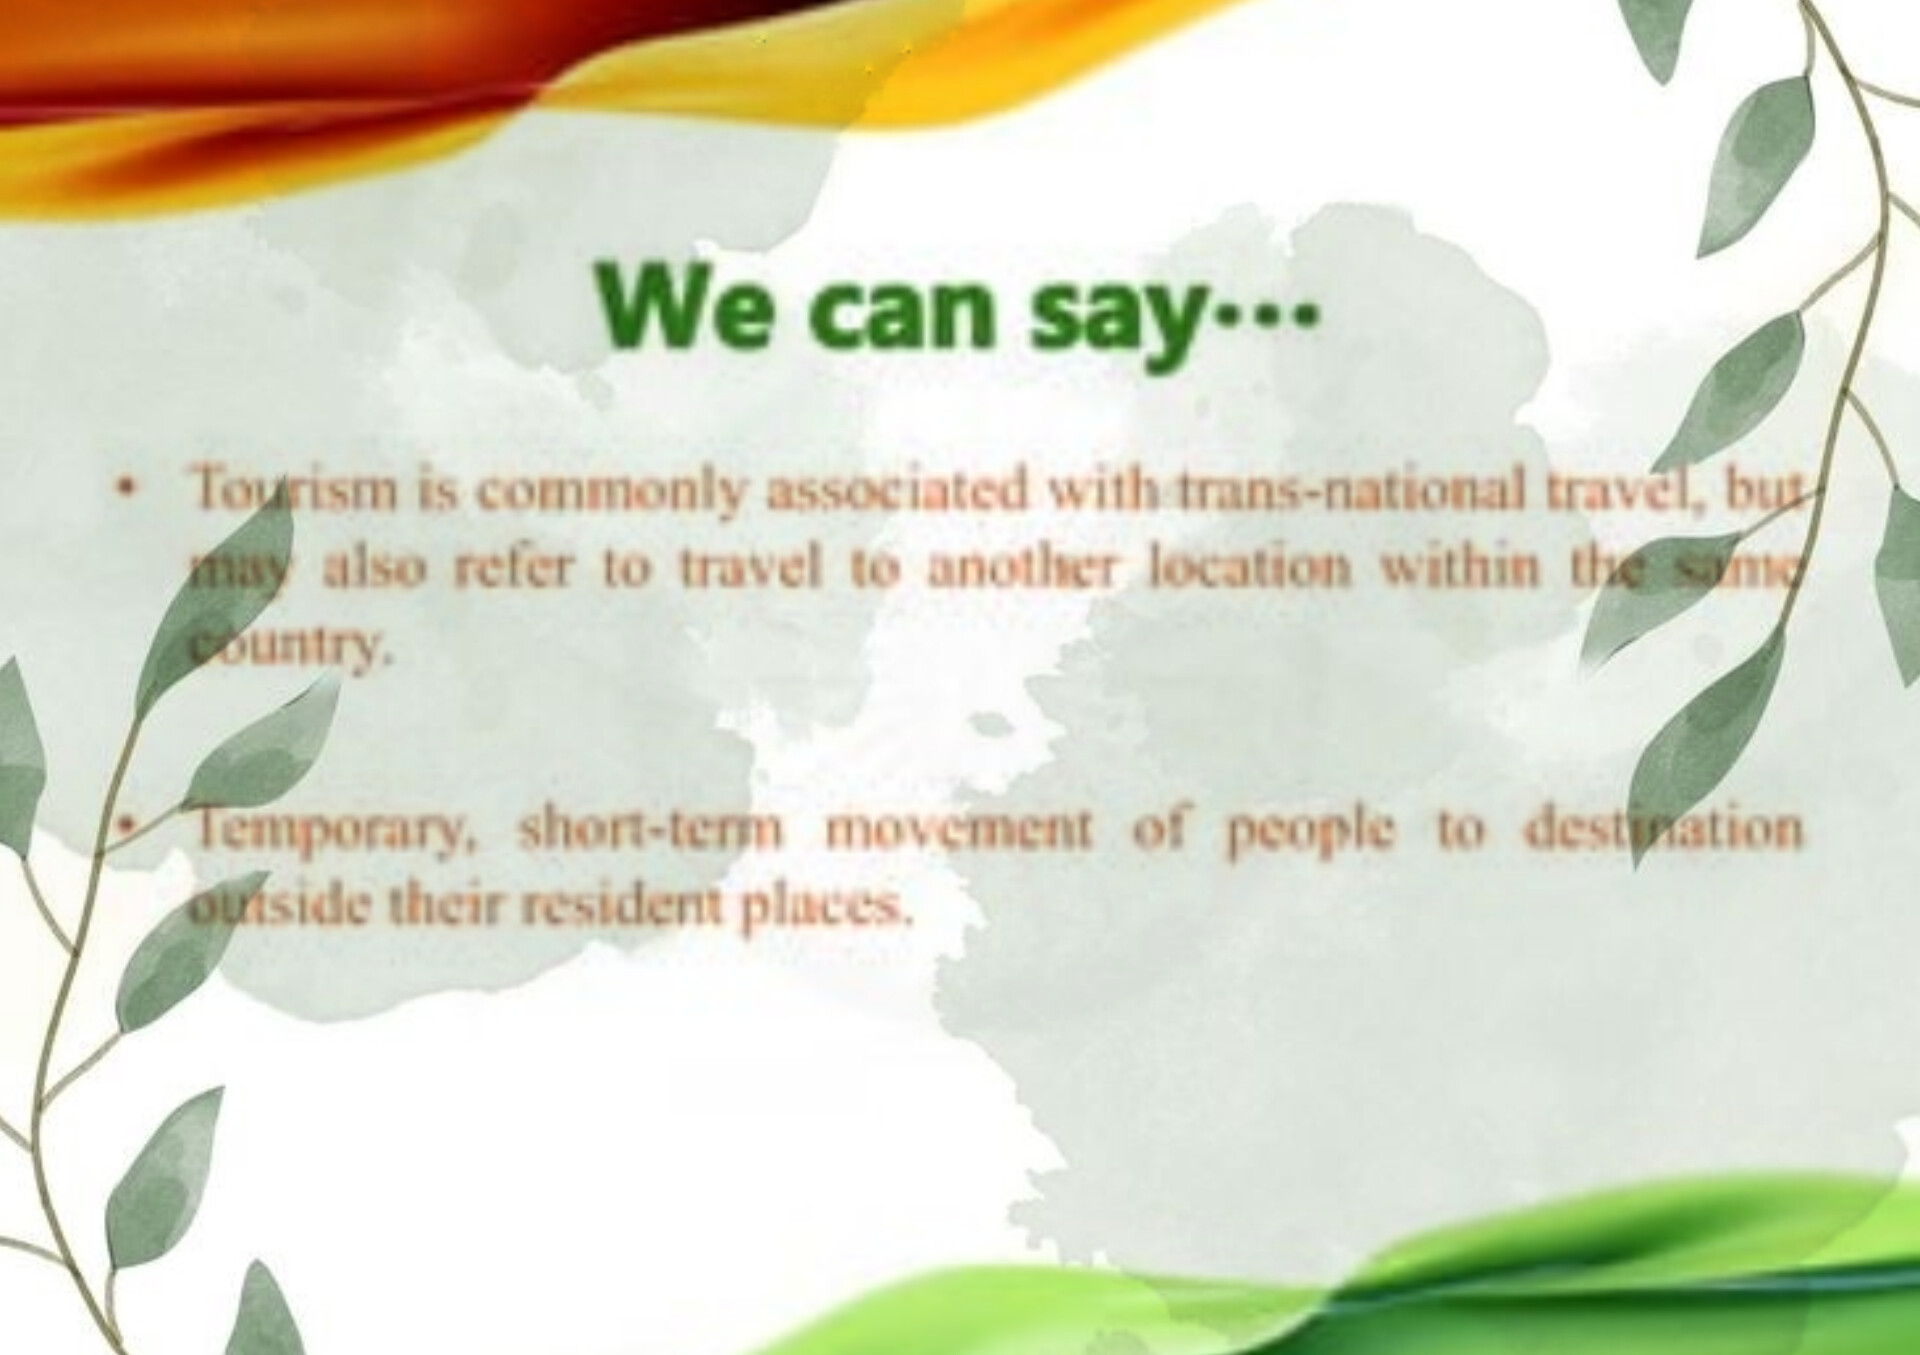 We can say...
• Tourism is commonly associated with trans-national travel, but
may also refer to travel to another location within the same
country.
• Temporary, short-term movement of people to destination
outside their resident places.